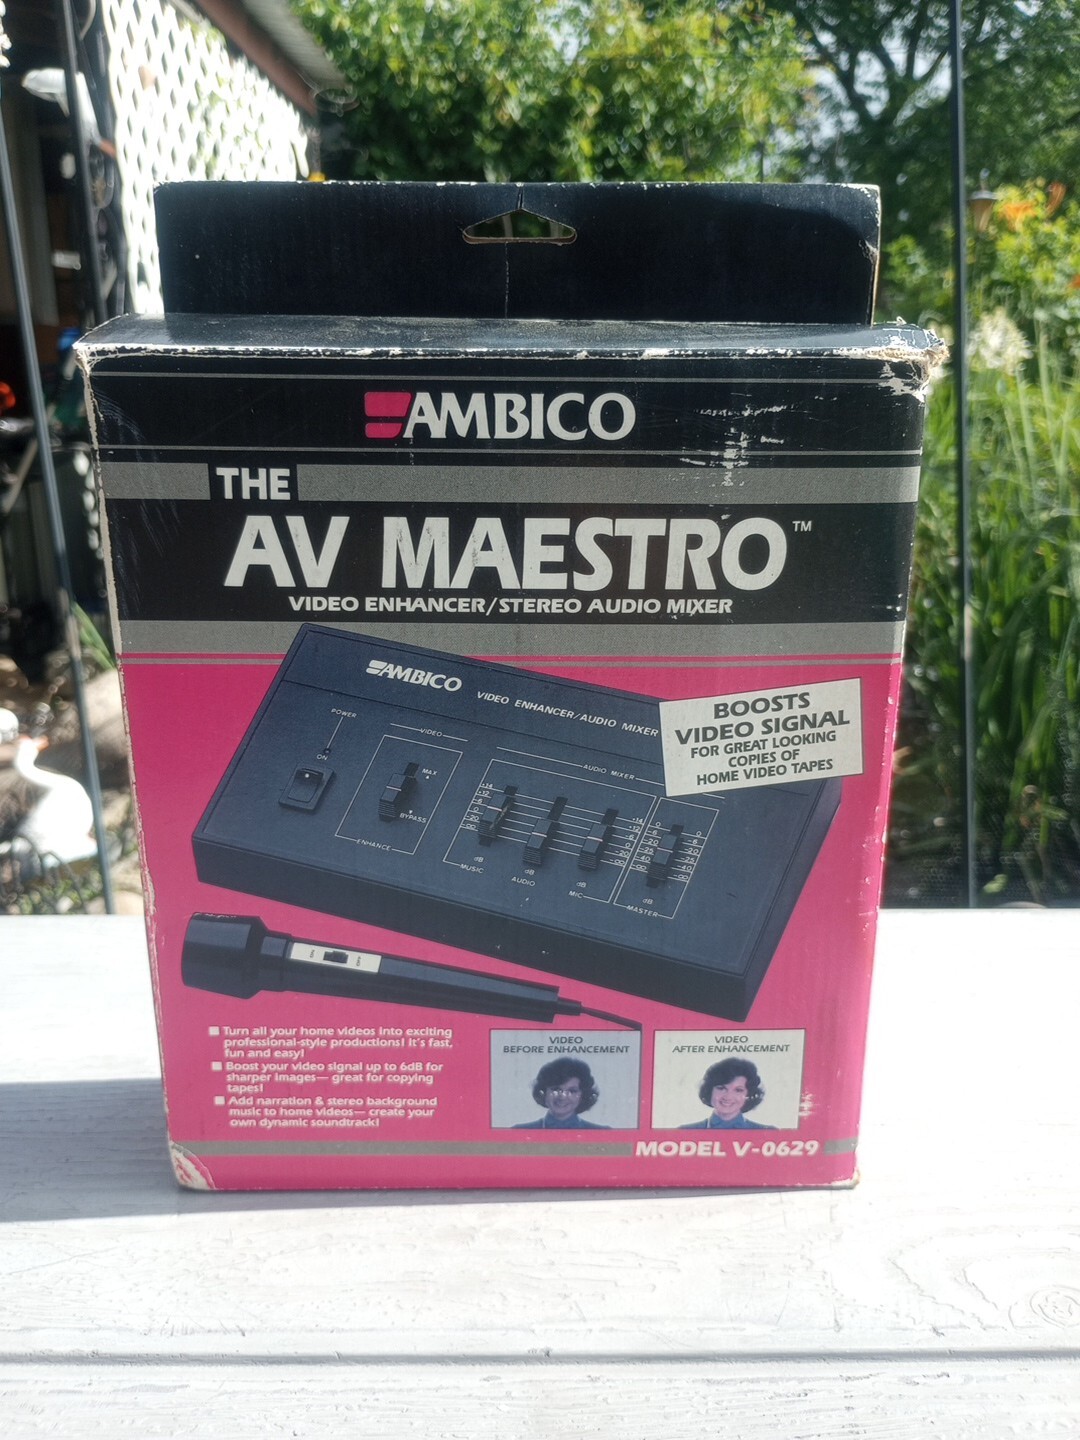 AMBICO
THE
AV MAESTRO™
VIDEO ENHANCER/STEREO AUDIO MIXER
AMBICO
VIDEO ENHANCER/AUDIO MIXER
BOOSTS
VIDEO SIGNAL
FOR GREAT LOOKING
COPIES OF
HOME VIDEO TAPES
POWER
ON
VIDEO
MAX
BYPASS
ENHANCE
AUDIO MIXER
dB
MUSIC
dB
AUDIO
dB
MIC
dB
MASTER
■ Turn all your home videos into exciting
professional-style productions! It's fast,
fun and easy!
■ Boost your video signal up to 6dB for
sharper images— great for copying
tapes!
■ Add narration & stereo background
music to home videos— create your
own dynamic soundtrack!
VIDEO
BEFORE ENHANCEMENT
VIDEO
AFTER ENHANCEMENT
MODEL V-0629